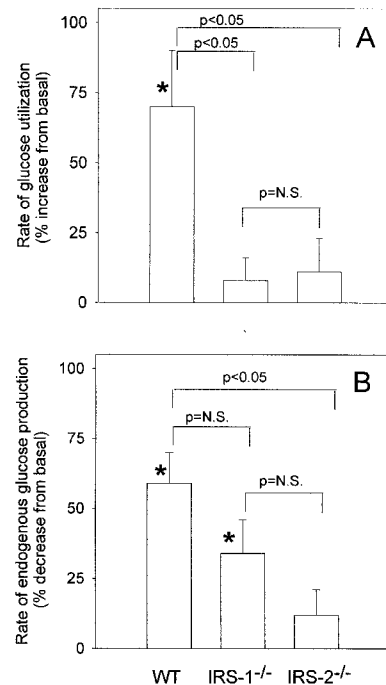 p<0.05
A
p<0.05
100
75
50
25
0
Rate of glucose utilization
(% increase from basal)
*
p=N.S.
100
75
50
25
0
Rate of endogenous glucose production
(% decrease from basal)
p<0.05
B
p=N.S.
*
p=N.S.
*
WT IRS-1-/- IRS-2-/-